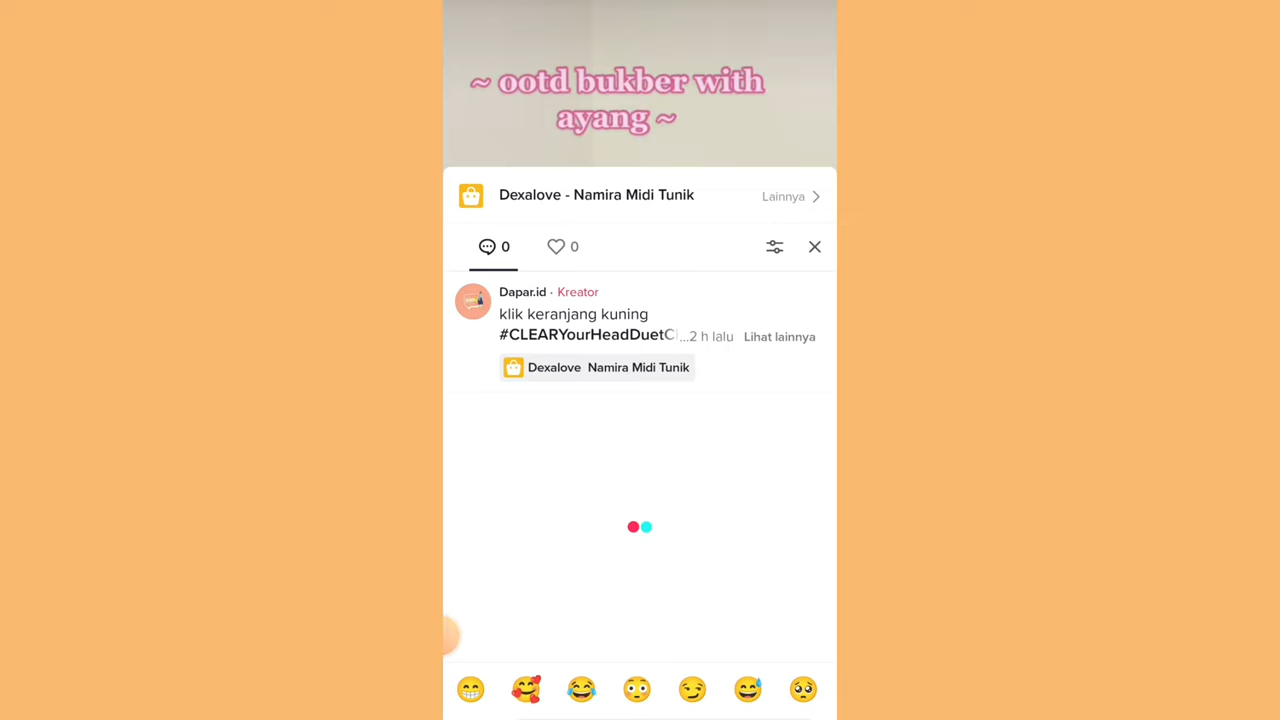 ~ ootd bukber with
ayang ~
Dexalove - Namira Midi Tunik
Lainnya
0
0
Dapar.id · Kreator
klik keranjang kuning
#CLEARYourHeadDuetC ...2 h lalu Lihat lainnya
Dexalove Namira Midi Tunik